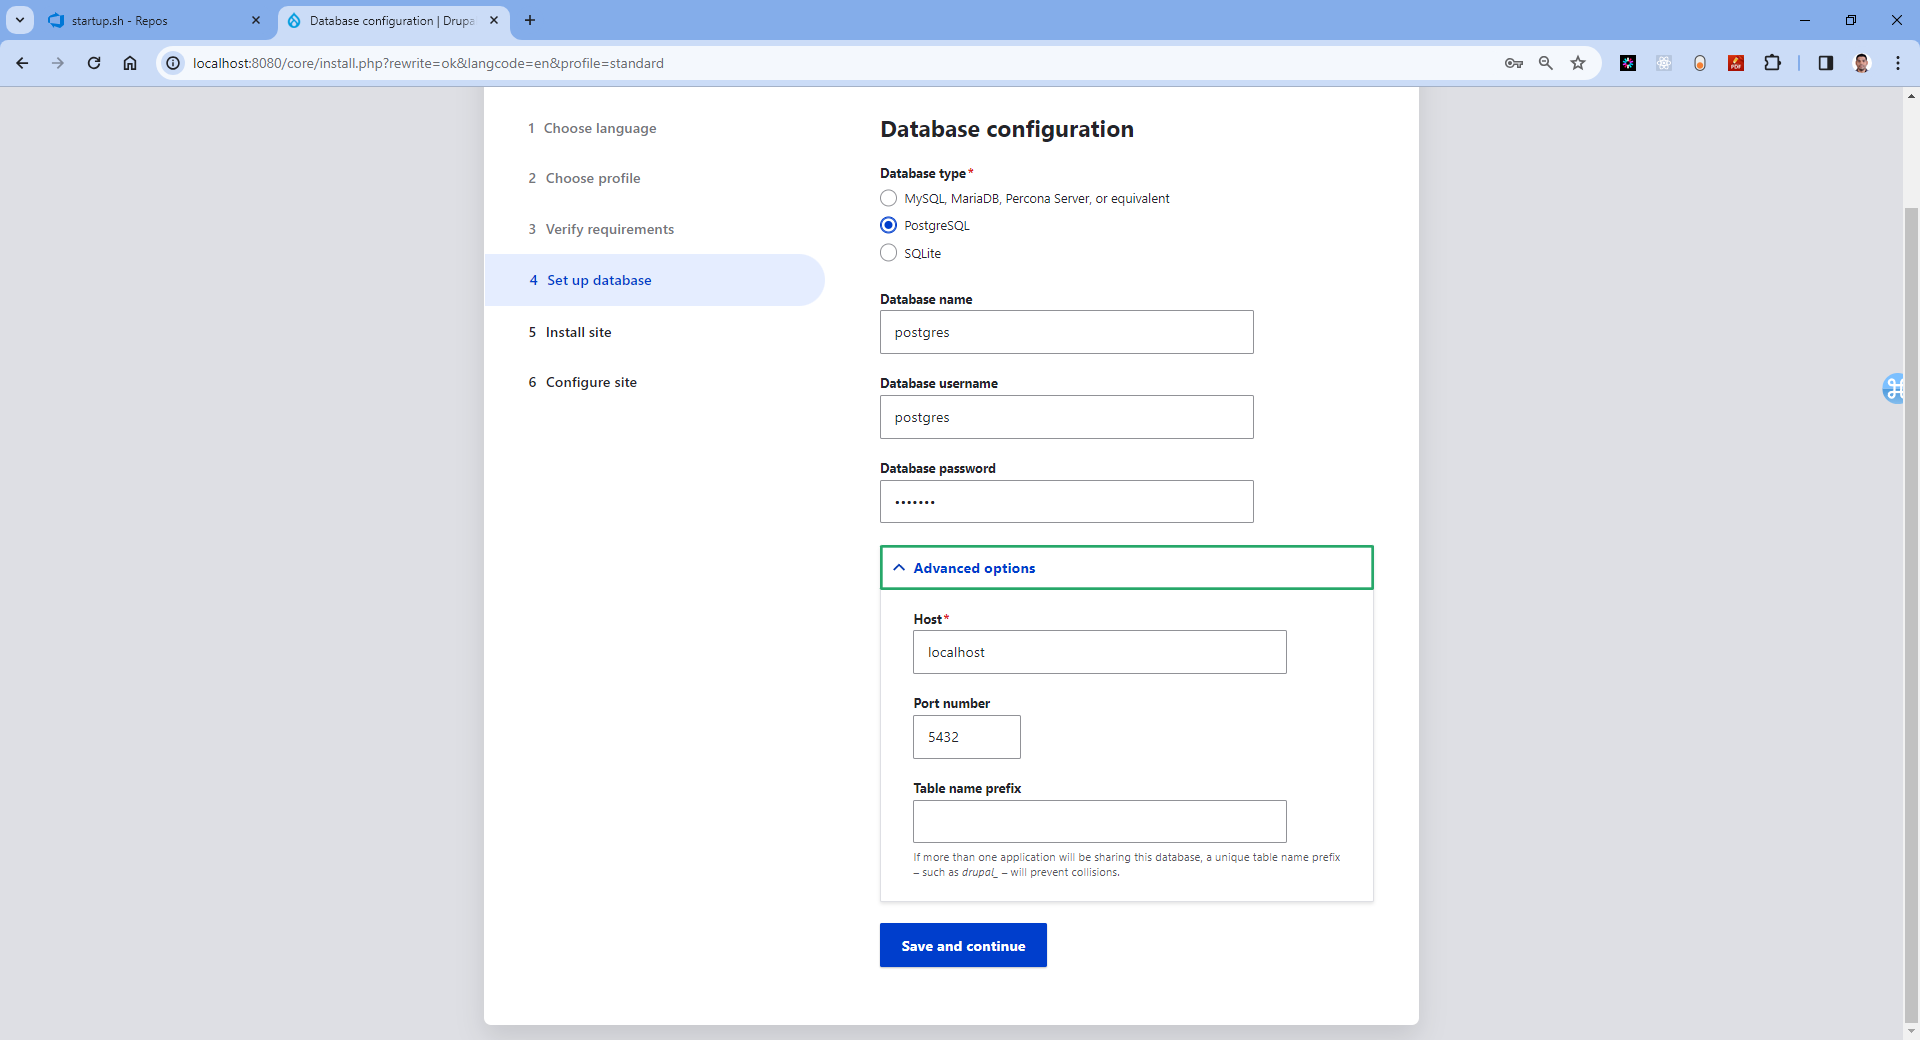 startup.sh - Repos
Database configuration | Drupa
localhost:8080/core/install.php?rewrite=ok&langcode=en&profile=standard
PDF
1 Choose language
2 Choose profile
3 Verify requirements
4 Set up database
5 Install site
6 Configure site
Database configuration
Database type*
MySQL, MariaDB, Percona Server, or equivalent
PostgreSQL
SQLite
Database name
postgres
Database username
postgres
Database password
•••••••
Advanced options
Host*
localhost
Port number
5432
Table name prefix
If more than one application will be sharing this database, a unique table name prefix
– such as drupal_ – will prevent collisions.
Save and continue